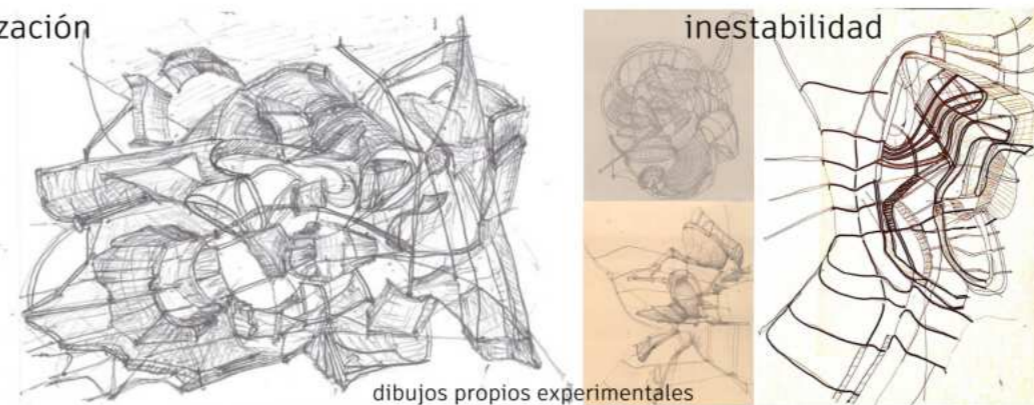 zación
inestabilidad
dibujos propios experimentales